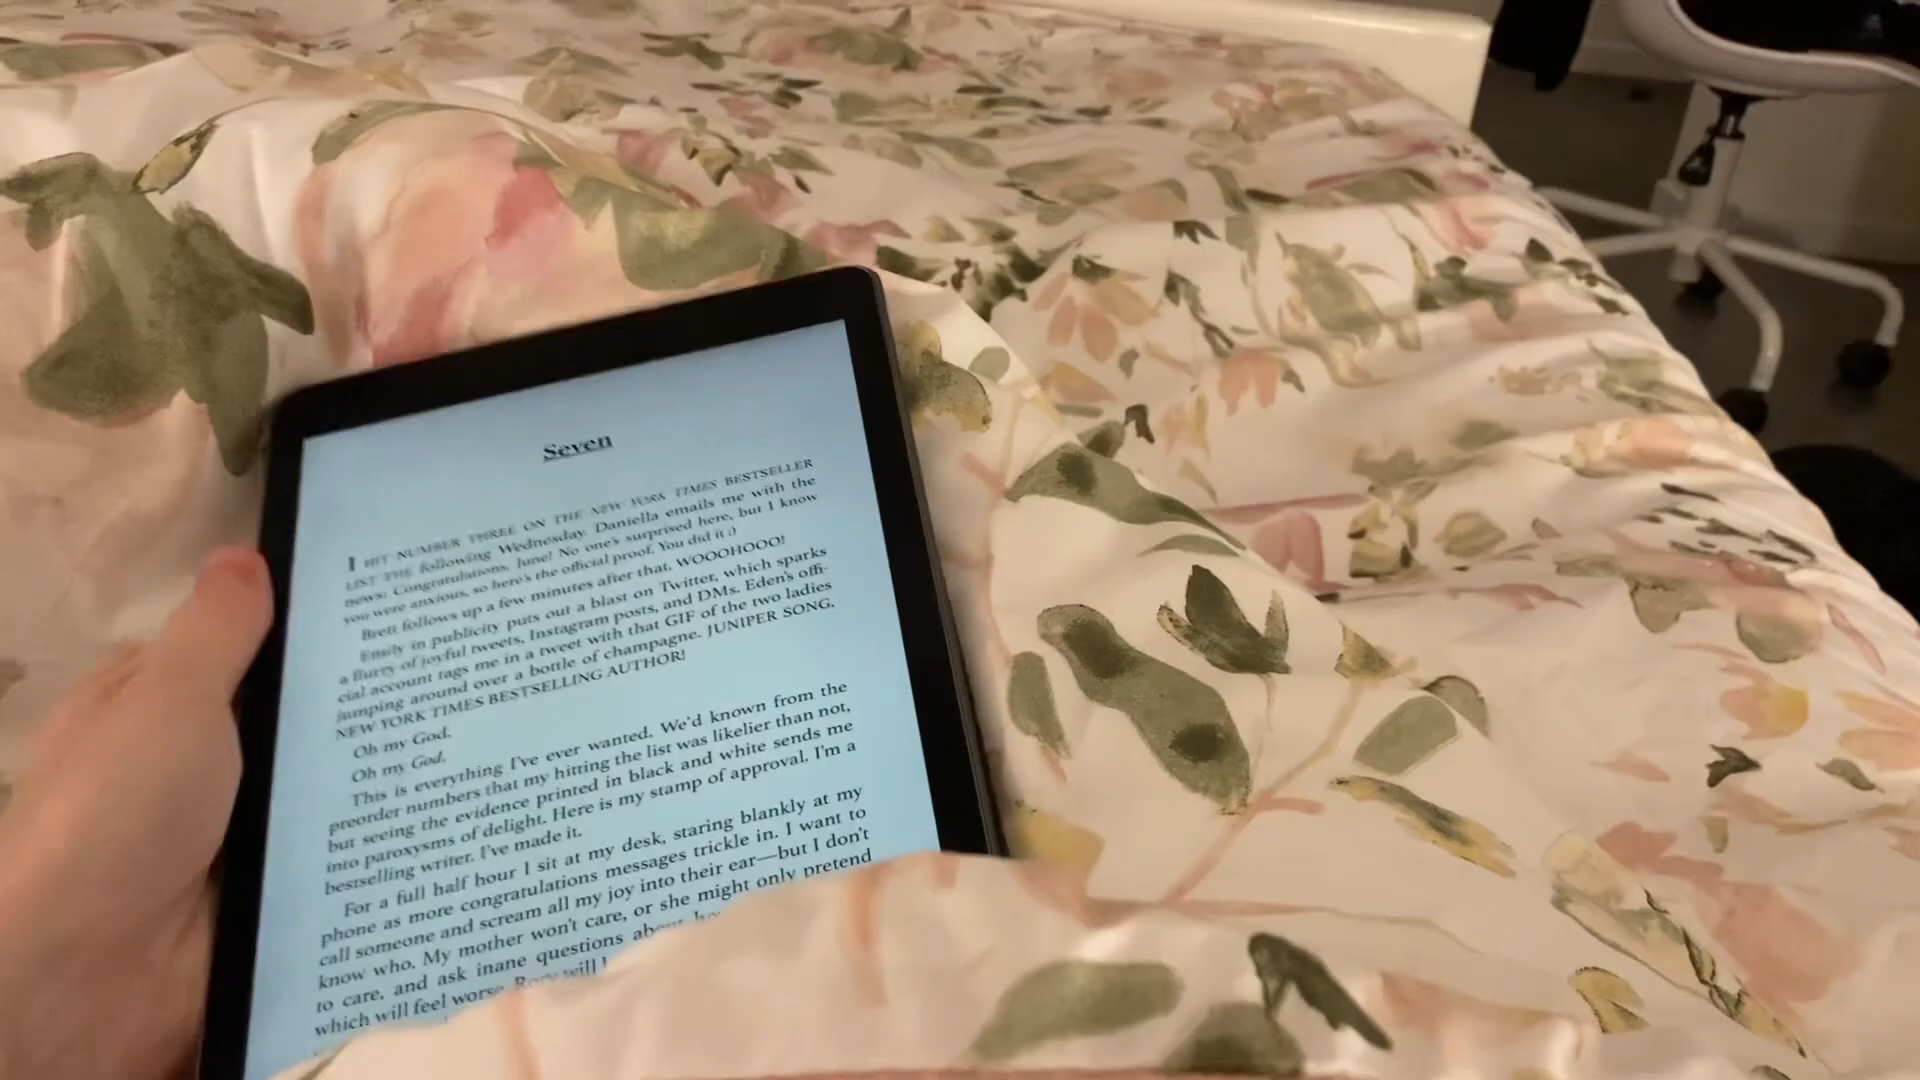 Seven
I HIT NUMBER THREE ON THE NEW YORK TIMES BESTSELLER
LIST THE following Wednesday. Daniella emails me with the
news: Congratulations, June! No one's surprised here, but I know
you were anxious, so here's the official proof. You did it :)
Brett follows up a few minutes after that. WOOOHOOO!
Emily in publicity puts out a blast on Twitter, which sparks
a flurry of joyful tweets, Instagram posts, and DMs. Eden's offi-
cial account tags me in a tweet with that GIF of the two ladies
jumping around over a bottle of champagne. JUNIPER SONG,
NEW YORK TIMES BESTSELLING AUTHOR!
Oh my God.
Oh my God.
This is everything I've ever wanted. We'd known from the
preorder numbers that my hitting the list was likelier than not,
but seeing the evidence printed in black and white sends me
into paroxysms of delight. Here is my stamp of approval. I'm a
bestselling writer. I've made it.
For a full half hour I sit at my desk, staring blankly at my
phone as more congratulations messages trickle in. I want to
call someone and scream all my joy into their ear—but I don't
know who. My mother won't care, or she might only pretend
to care, and ask inane questions about
which will feel worse. Rory will